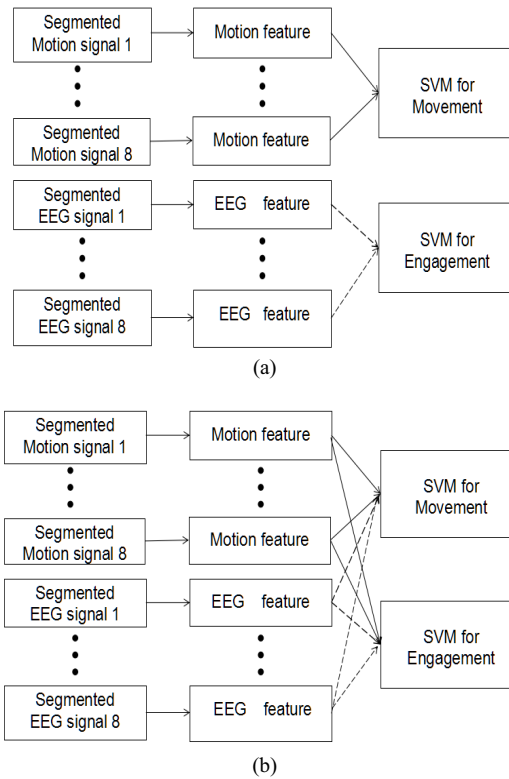 Segmented
Motion signal 1
Motion feature
SVM for
Movement
Segmented
Motion signal 8
Motion feature
Segmented
EEG signal 1
EEG feature
SVM for
Engagement
Segmented
EEG signal 8
EEG feature
(a)
Segmented
Motion signal 1
Motion feature
SVM for
Movement
Segmented
Motion signal 8
Motion feature
Segmented
EEG signal 1
EEG feature
SVM for
Engagement
Segmented
EEG signal 8
EEG feature
(b)